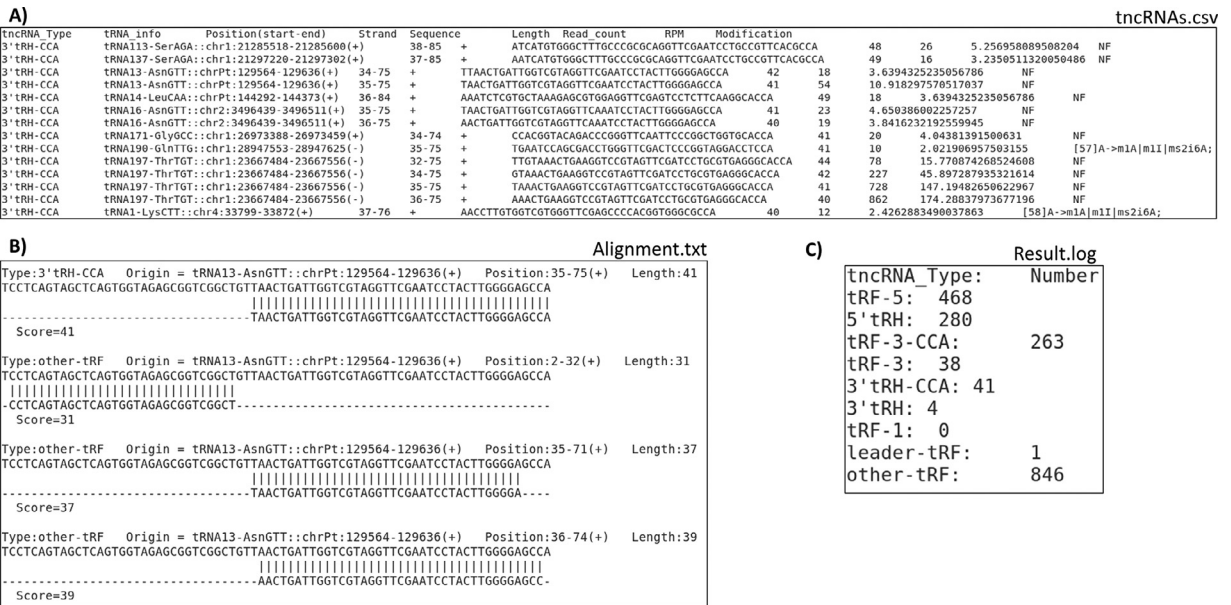 A)
tncRNAs.csv
tncRNA_Type tRNA_info Position(start-end) Strand Sequence Length Read_count RPM Modification
3'tRH-CCA tRNA113-SerAGA::chr1:21285518-21285600(+) 38-85 + ATCATGTGGGCTTTGCCCGCGCAGGTTCGAATCCTGCCGTTCACGCCA 48 26 5.256958089508204 NF
3'tRH-CCA tRNA137-SerAGA::chr1:21297220-21297302(+) 37-85 + AATCATGTGGGCTTTGCCCGCGCAGGTTCGAATCCTGCCGTTCACGCCA 49 16 3.2350511320050486 NF
3'tRH-CCA tRNA13-AsnGTT::chrPt:129564-129636(+) 34-75 + TTAACTGATTGGTCGTAGGTTCGAATCCTACTTGGGGAGCCA 42 18 3.6394325235056786 NF
3'tRH-CCA tRNA13-AsnGTT::chrPt:129564-129636(+) 35-75 + TAACTGATTGGTCGTAGGTTCGAATCCTACTTGGGGAGCCA 41 54 10.918297570517037 NF
3'tRH-CCA tRNA14-LeuCAA::chrPt:144292-144373(+) 36-84 + AAATCTCGTGCTAAAGAGCGTGGAGGTTCGAGTCCTCTTCAAGGCACCA 49 18 3.6394325235056786 NF
3'tRH-CCA tRNA16-AsnGTT::chr2:3496439-3496511(+) 35-75 + TAACTGATTGGTCGTAGGTTCAAATCCTACTTGGGGAGCCA 41 23 4.650386002257257 NF
3'tRH-CCA tRNA16-AsnGTT::chr2:3496439-3496511(+) 36-75 + AACTGATTGGTCGTAGGTTCAAATCCTACTTGGGGAGCCA 40 19 3.8416232192559945 NF
3'tRH-CCA tRNA171-GlyGCC::chr1:26973388-26973459(+) 34-74 + CCACGGTACAGACCCGGGTTCAATTCCCGGCTGGTGCACCA 41 20 4.04381391500631 NF
3'tRH-CCA tRNA190-GlnTTG::chr1:28947553-28947625(-) 35-75 + TGAATCCAGCGACCTGGGTTCGACTCCCGGTAGGACCTCCA 41 10 2.021906957503155 [57]A->m1A|m1I|ms2i6A;
3'tRH-CCA tRNA197-ThrTGT::chr1:23667484-23667556(-) 32-75 + TTGTAAACTGAAGGTCCGTAGTTCGATCCTGCGTGAGGGCACCA 44 78 15.770874268524608 NF
3'tRH-CCA tRNA197-ThrTGT::chr1:23667484-23667556(-) 34-75 + GTAAACTGAAGGTCCGTAGTTCGATCCTGCGTGAGGGCACCA 42 227 45.897287935321614 NF
3'tRH-CCA tRNA197-ThrTGT::chr1:23667484-23667556(-) 35-75 + TAAACTGAAGGTCCGTAGTTCGATCCTGCGTGAGGGCACCA 41 728 147.19482650622967 NF
3'tRH-CCA tRNA197-ThrTGT::chr1:23667484-23667556(-) 36-75 + AAACTGAAGGTCCGTAGTTCGATCCTGCGTGAGGGCACCA 40 862 174.28837973677196 NF
3'tRH-CCA tRNA1-LysCTT::chr4:33799-33872(+) 37-76 + AACCTTGTGGTCGTGGGTTCGAGCCCCACGGTGGGCGCCA 40 12 2.4262883490037863 [58]A->m1A|m1I|ms2i6A;
B)
Alignment.txt
Type:3'tRH-CCA Origin = tRNA13-AsnGTT::chrPt:129564-129636(+) Position:35-75(+) Length:41
TCCTCAGTAGCTCAGTGGTAGAGCGGTCGGCTGTTAACTGATTGGTCGTAGGTTCGAATCCTACTTGGGGAGCCA
|||||||||||||||||||||||||||||||||||||||||
----------------------------------TAACTGATTGGTCGTAGGTTCGAATCCTACTTGGGGAGCCA
Score=41
Type:other-tRF Origin = tRNA13-AsnGTT::chrPt:129564-129636(+) Position:2-32(+) Length:31
TCCTCAGTAGCTCAGTGGTAGAGCGGTCGGCTGTTAACTGATTGGTCGTAGGTTCGAATCCTACTTGGGGAGCCA
|||||||||||||||||||||||||||||||
-CCTCAGTAGCTCAGTGGTAGAGCGGTCGGCT-------------------------------------------
Score=31
Type:other-tRF Origin = tRNA13-AsnGTT::chrPt:129564-129636(+) Position:35-71(+) Length:37
TCCTCAGTAGCTCAGTGGTAGAGCGGTCGGCTGTTAACTGATTGGTCGTAGGTTCGAATCCTACTTGGGGAGCCA
|||||||||||||||||||||||||||||||||||||
----------------------------------TAACTGATTGGTCGTAGGTTCGAATCCTACTTGGGGA----
Score=37
Type:other-tRF Origin = tRNA13-AsnGTT::chrPt:129564-129636(+) Position:36-74(+) Length:39
TCCTCAGTAGCTCAGTGGTAGAGCGGTCGGCTGTTAACTGATTGGTCGTAGGTTCGAATCCTACTTGGGGAGCCA
|||||||||||||||||||||||||||||||||||||||
-----------------------------------AACTGATTGGTCGTAGGTTCGAATCCTACTTGGGGAGCC-
Score=39
C)
Result.log
tncRNA_Type: Number
tRF-5: 468
5'tRH: 280
tRF-3-CCA: 263
tRF-3: 38
3'tRH-CCA: 41
3'tRH: 4
tRF-1: 0
leader-tRF: 1
other-tRF: 846